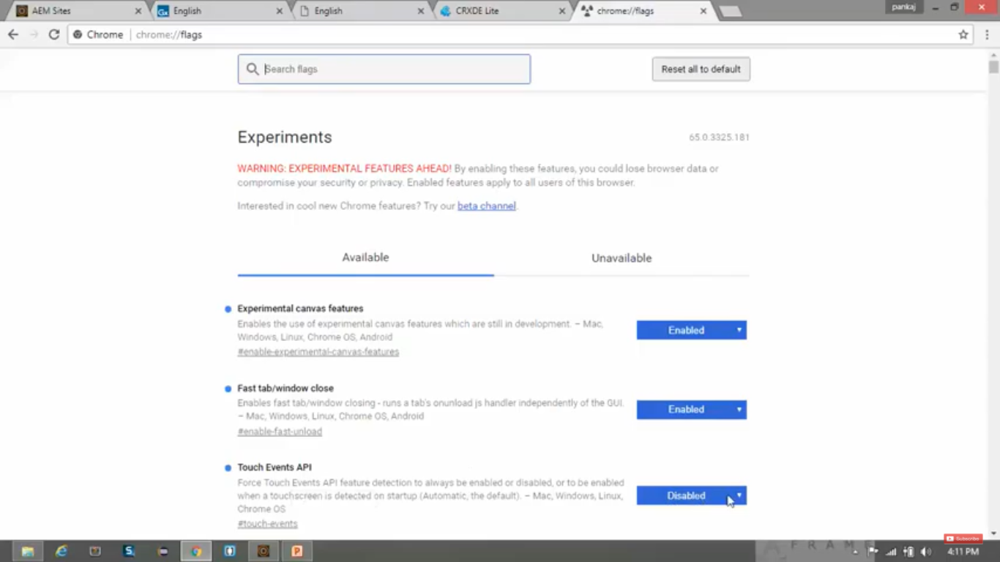 AEM Sites
English
English
CRXDE Lite
chrome://flags
pankaj
Chrome
chrome://flags
Search flags
Reset all to default
Experiments
65.0.3325.181
WARNING: EXPERIMENTAL FEATURES AHEAD! By enabling these features, you could lose browser data or
compromise your security or privacy. Enabled features apply to all users of this browser.
Interested in cool new Chrome features? Try our beta channel.
Available
Unavailable
Experimental canvas features
Enables the use of experimental canvas features which are still in development. – Mac,
Windows, Linux, Chrome OS, Android
#enable-experimental-canvas-features
Enabled
Fast tab/window close
Enables fast tab/window closing - runs a tab's onunload js handler independently of the GUI.
– Mac, Windows, Linux, Chrome OS, Android
#enable-fast-unload
Enabled
Touch Events API
Force Touch Events API feature detection to always be enabled or disabled, or to be enabled
when a touchscreen is detected on startup (Automatic, the default). – Mac, Windows, Linux,
Chrome OS
#touch-events
Disabled
Subscribe
A FRAME
4:11 PM